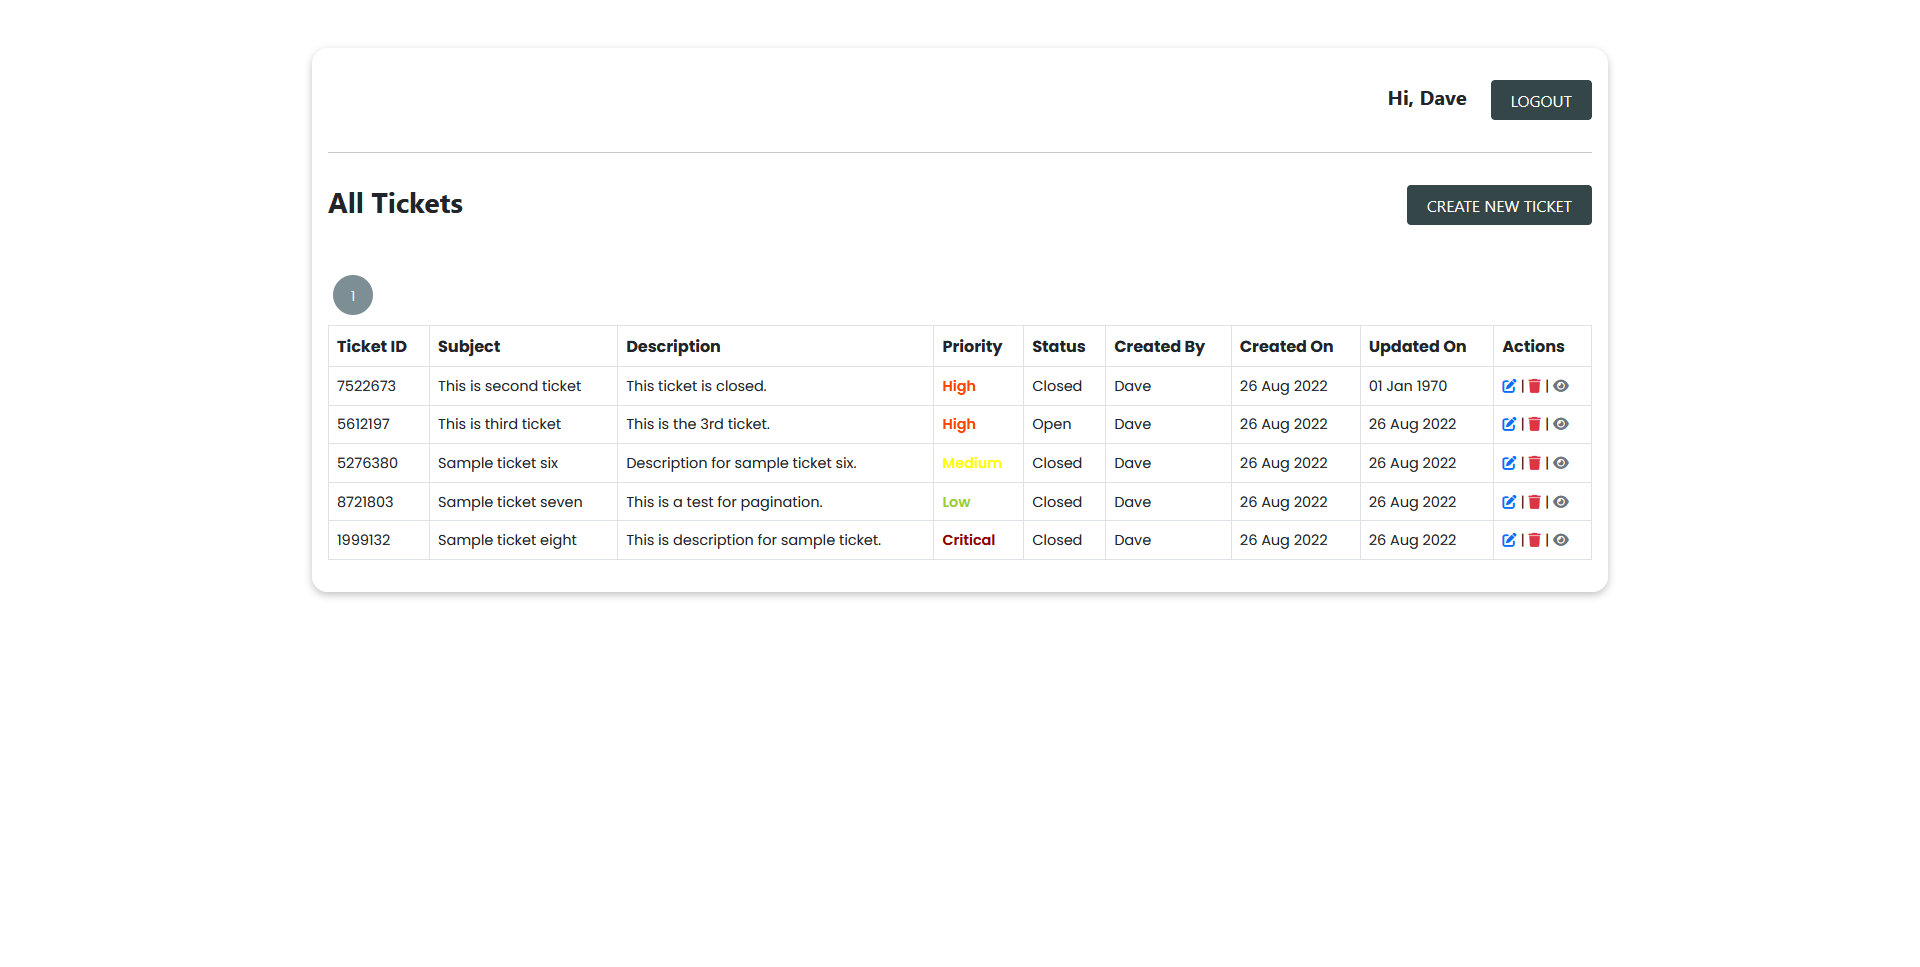 Hi, Dave LOGOUT
All Tickets CREATE NEW TICKET
1
Ticket ID Subject Description Priority Status Created By Created On Updated On Actions
7522673 This is second ticket This ticket is closed. High Closed Dave 26 Aug 2022 01 Jan 1970 | |
5612197 This is third ticket This is the 3rd ticket. High Open Dave 26 Aug 2022 26 Aug 2022 | |
5276380 Sample ticket six Description for sample ticket six. Medium Closed Dave 26 Aug 2022 26 Aug 2022 | |
8721803 Sample ticket seven This is a test for pagination. Low Closed Dave 26 Aug 2022 26 Aug 2022 | |
1999132 Sample ticket eight This is description for sample ticket. Critical Closed Dave 26 Aug 2022 26 Aug 2022 | |